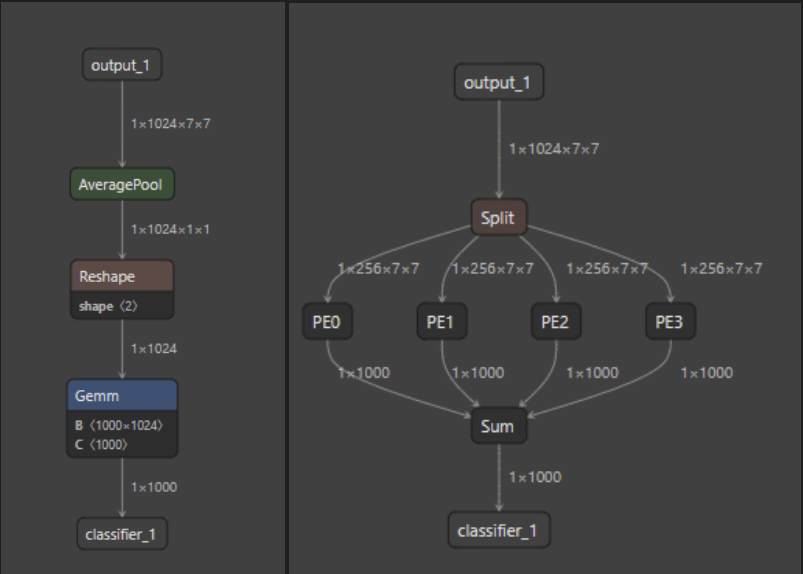 output_1
1×1024×7×7
AveragePool
1×1024×1×1
Reshape
shape 〈2〉
1×1024
Gemm
B 〈1000×1024〉
C 〈1000〉
1×1000
classifier_1
output_1
1×1024×7×7
Split
1×256×7×7 1×256×7×7 1×256×7×7 1×256×7×7
PE0 PE1 PE2 PE3
1×1000 1×1000 1×1000 1×1000
Sum
1×1000
classifier_1